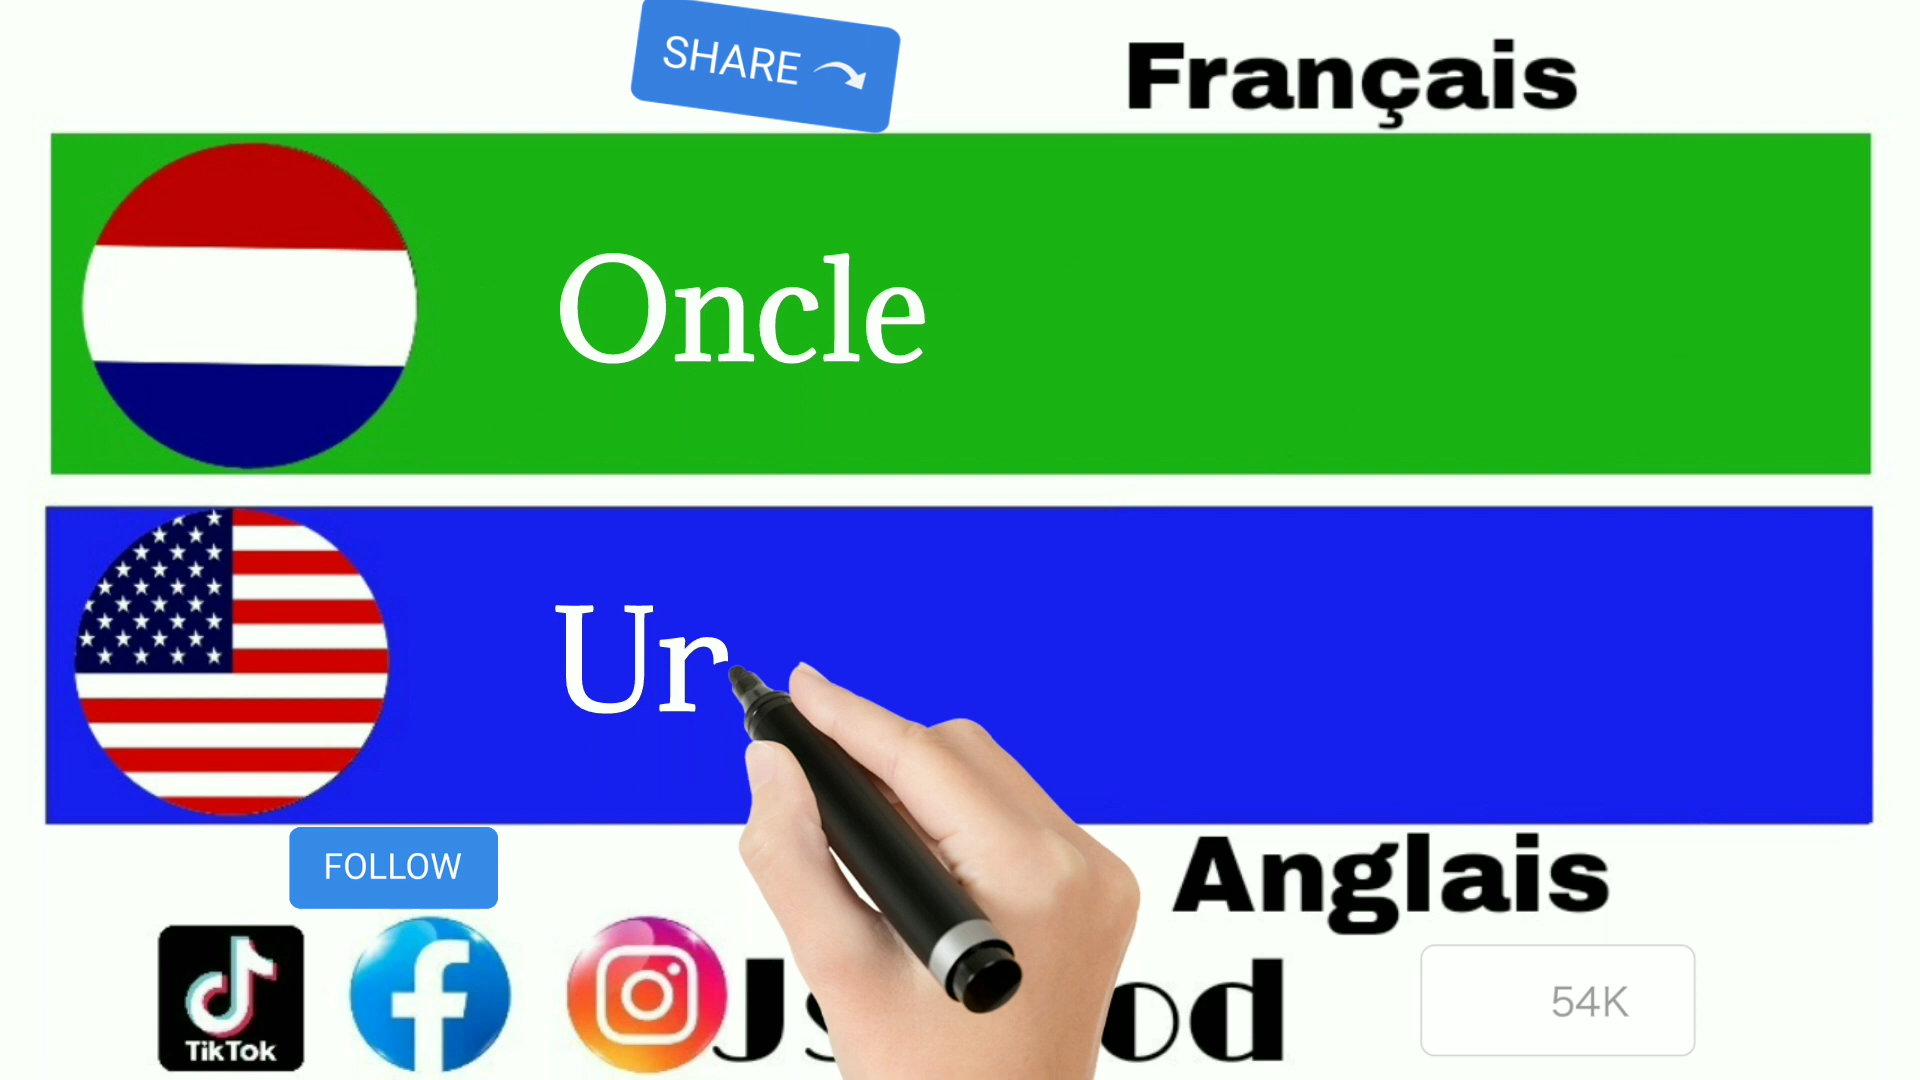 SHARE
Français
Oncle
Ur
FOLLOW
Anglais
TikTok
54K